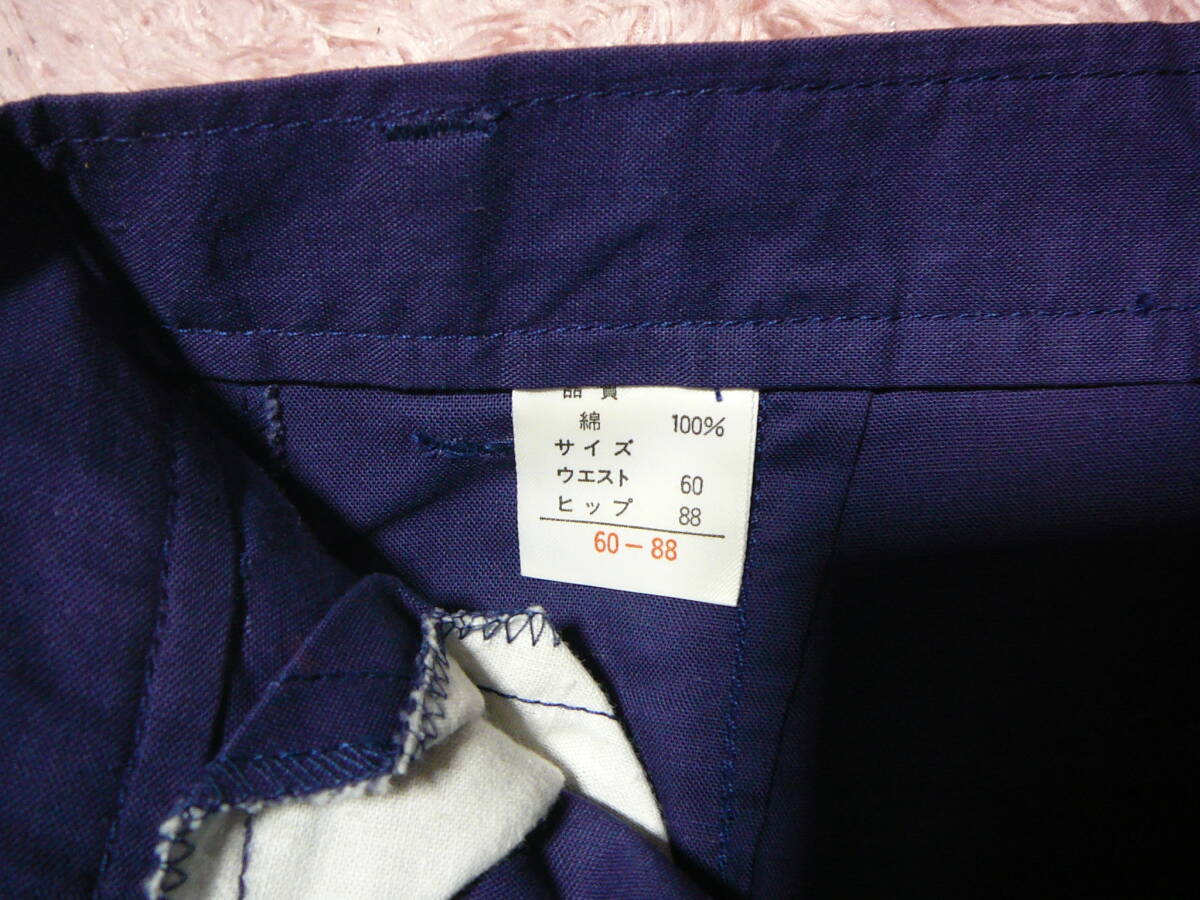 品質
綿 100%
サイズ
ウエスト 60
ヒップ 88
60-88